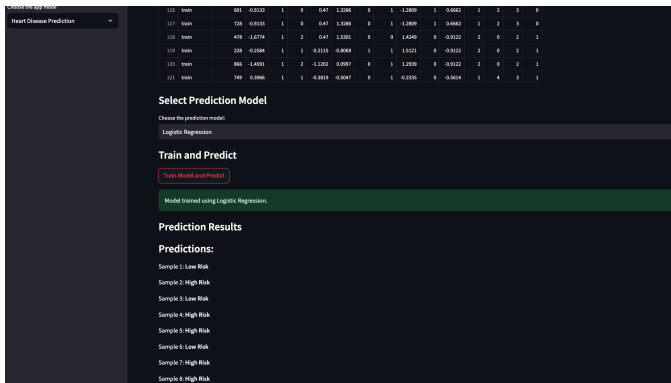 Choose the app mode
Heart Disease Prediction
116 train 631 -0.9133 1 0 0.47 1.3286 0 1 -1.2809 1 0.6662 1 2 3 0
117 train 728 -0.9133 1 0 0.47 1.3286 0 1 -1.2809 1 0.6662 1 2 3 0
118 train 478 -1.6774 1 2 0.47 1.5301 0 0 1.4249 0 -0.9122 2 0 2 1
119 train 228 -0.2584 1 1 -0.2115 -0.8069 1 1 1.5121 0 -0.9122 2 0 2 1
120 train 866 -1.4591 1 2 -1.1202 0.0997 0 1 1.2939 0 -0.9122 2 0 2 1
121 train 749 0.3966 1 1 -0.3819 -0.5047 0 1 -0.2335 0 -0.5614 1 4 3 1
Select Prediction Model
Choose the prediction model:
Logistic Regression
Train and Predict
Train Model and Predict
Model trained using Logistic Regression.
Prediction Results
Predictions:
Sample 1: Low Risk
Sample 2: High Risk
Sample 3: Low Risk
Sample 4: High Risk
Sample 5: High Risk
Sample 6: Low Risk
Sample 7: High Risk
Sample 8: High Risk